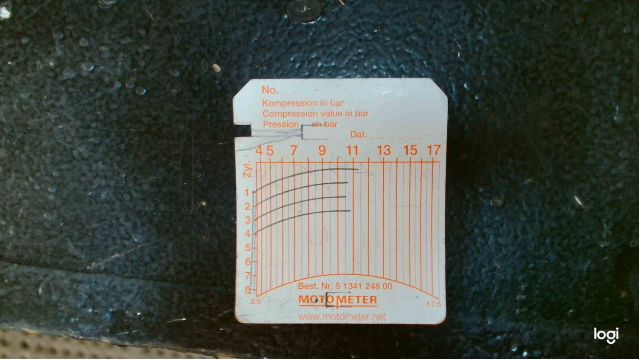 No.
Kompression in bar
Compression value in bar
Pression en bar
Dat.
4 5 7 9 11 13 15 17
Zyl.
1
2
3
4
5
6
7
8
Best. Nr. 5 1341 248 00
3.5 MOTOMETER 17.5
www.motometer.net
logi